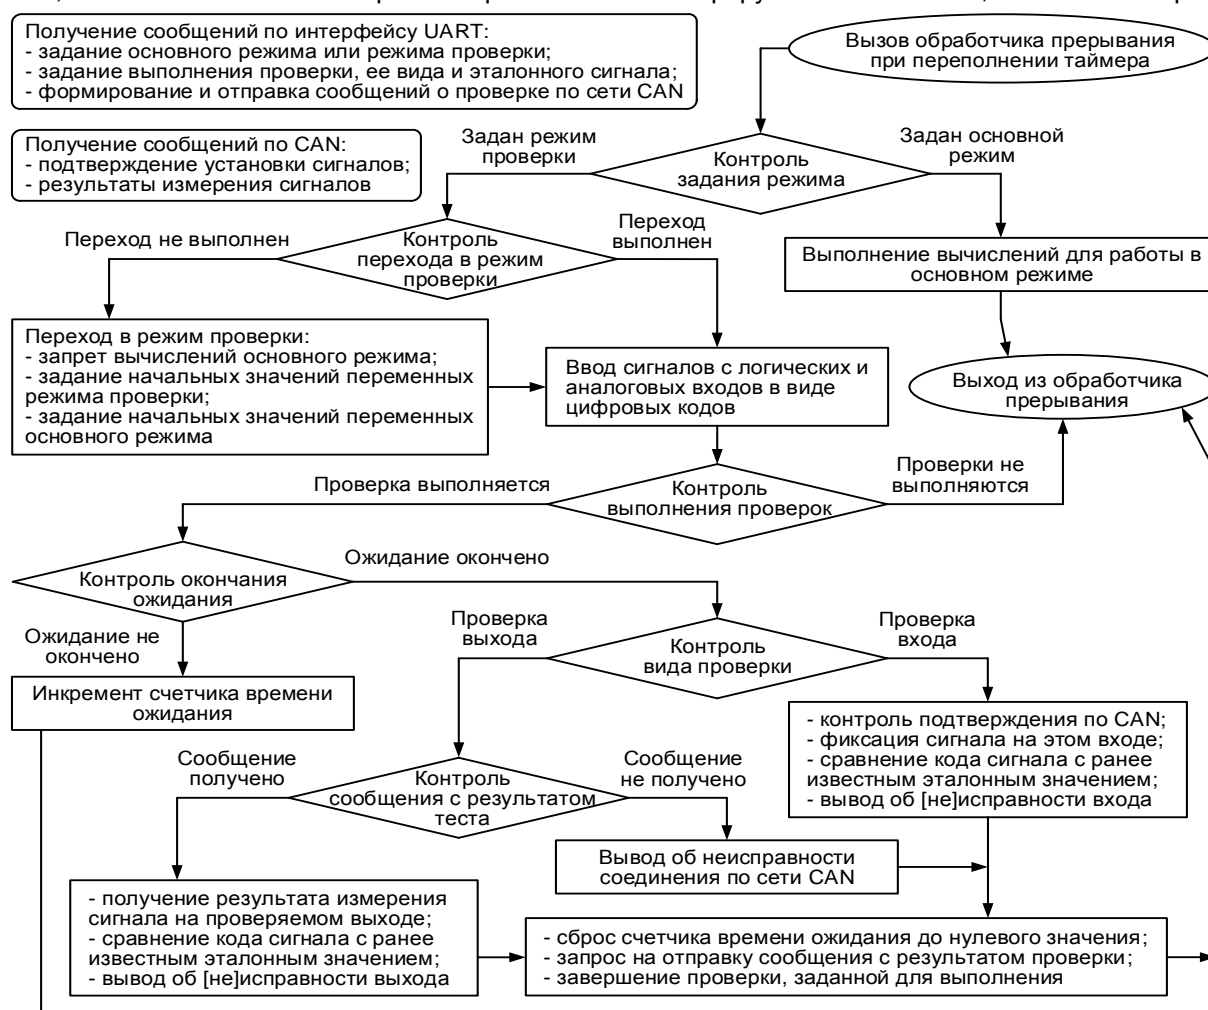 Получение сообщений по интерфейсу UART:
- задание основного режима или режима проверки;
- задание выполнения проверки, ее вида и эталонного сигнала;
- формирование и отправка сообщений о проверке по сети CAN
Вызов обработчика прерывания
при переполнении таймера
Получение сообщений по CAN:
- подтверждение установки сигналов;
- результаты измерения сигналов
Задан режим
проверки
Контроль
задания режима
Задан основной
режим
Переход не выполнен
Контроль
перехода в режим
проверки
Переход
выполнен
Выполнение вычислений для работы в
основном режиме
Переход в режим проверки:
- запрет вычислений основного режима;
- задание начальных значений переменных
режима проверки;
- задание начальных значений переменных
основного режима
Ввод сигналов с логических и
аналоговых входов в виде
цифровых кодов
Выход из обработчика
прерывания
Проверка выполняется
Контроль
выполнения проверок
Проверки не
выполняются
Контроль окончания
ожидания
Ожидание окончено
Ожидание не
окончено
Проверка
выхода
Контроль
вида проверки
Проверка
входа
Инкремент счетчика времени
ожидания
- контроль подтверждения по CAN;
- фиксация сигнала на этом входе;
- сравнение кода сигнала с ранее
известным эталонным значением;
- вывод об [не]исправности входа
Сообщение
получено
Контроль
сообщения с результатом
теста
Сообщение
не получено
Вывод об неисправности
соединения по сети CAN
- получение результата измерения
сигнала на проверяемом выходе;
- сравнение кода сигнала с ранее
известным эталонным значением;
- вывод об [не]исправности выхода
- сброс счетчика времени ожидания до нулевого значения;
- запрос на отправку сообщения с результатом проверки;
- завершение проверки, заданной для выполнения